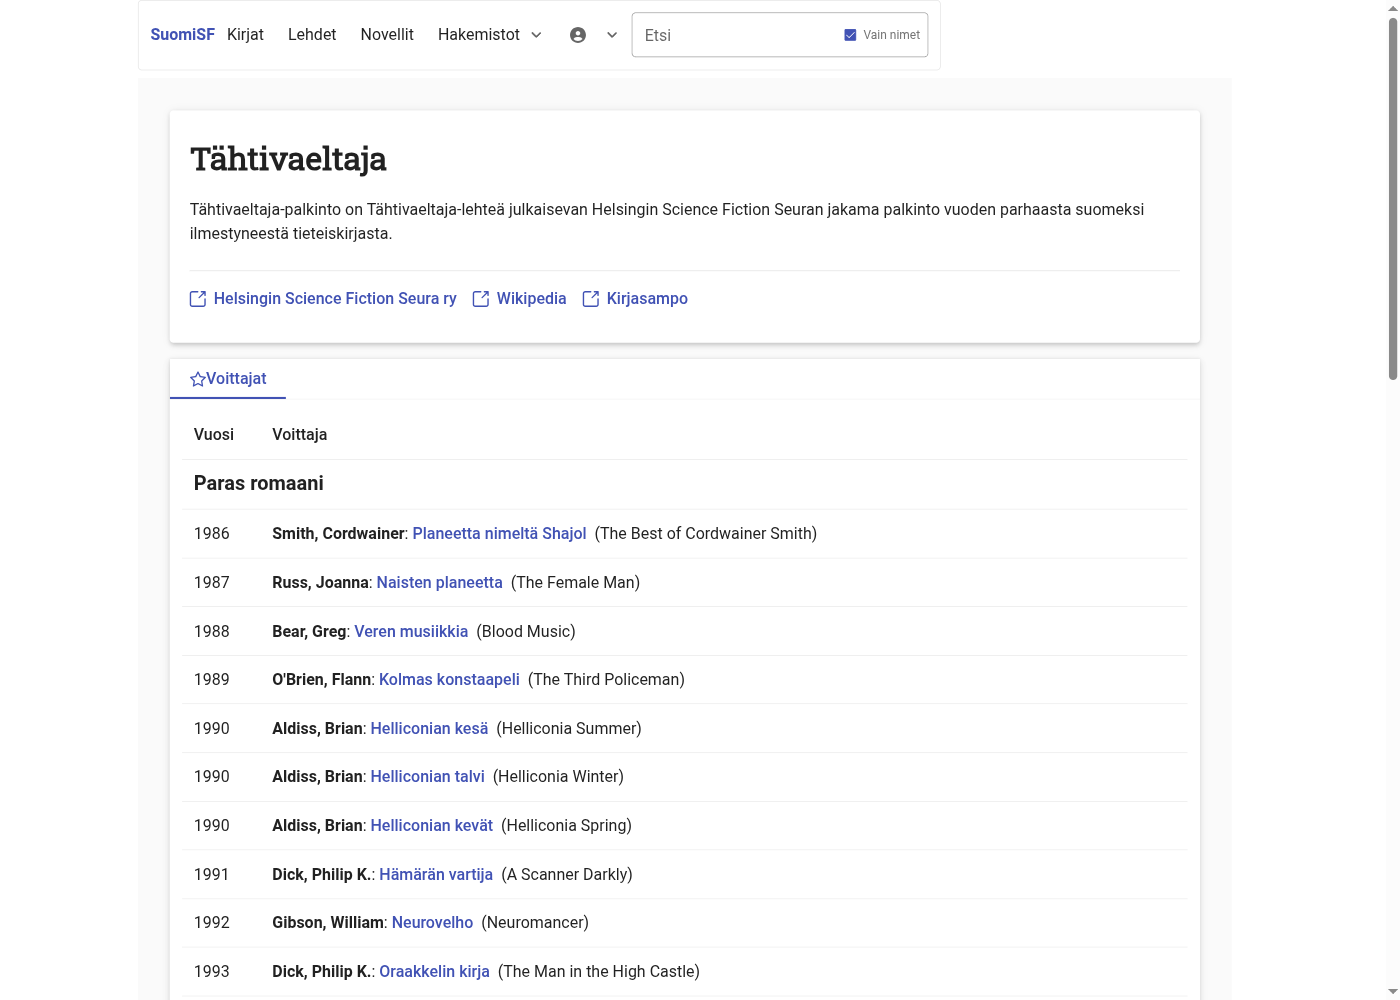 SuomiSF Kirjat Lehdet Novellit Hakemistot Etsi Vain nimet
Tähtivaeltaja
Tähtivaeltaja-palkinto on Tähtivaeltaja-lehteä julkaisevan Helsingin Science Fiction Seuran jakama palkinto vuoden parhaasta suomeksi
ilmestyneestä tieteiskirjasta.
Helsingin Science Fiction Seura ry Wikipedia Kirjasampo
Voittajat
Vuosi Voittaja
Paras romaani
1986 Smith, Cordwainer: Planeetta nimeltä Shajol (The Best of Cordwainer Smith)
1987 Russ, Joanna: Naisten planeetta (The Female Man)
1988 Bear, Greg: Veren musiikkia (Blood Music)
1989 O'Brien, Flann: Kolmas konstaapeli (The Third Policeman)
1990 Aldiss, Brian: Helliconian kesä (Helliconia Summer)
1990 Aldiss, Brian: Helliconian talvi (Helliconia Winter)
1990 Aldiss, Brian: Helliconian kevät (Helliconia Spring)
1991 Dick, Philip K.: Hämärän vartija (A Scanner Darkly)
1992 Gibson, William: Neurovelho (Neuromancer)
1993 Dick, Philip K.: Oraakkelin kirja (The Man in the High Castle)